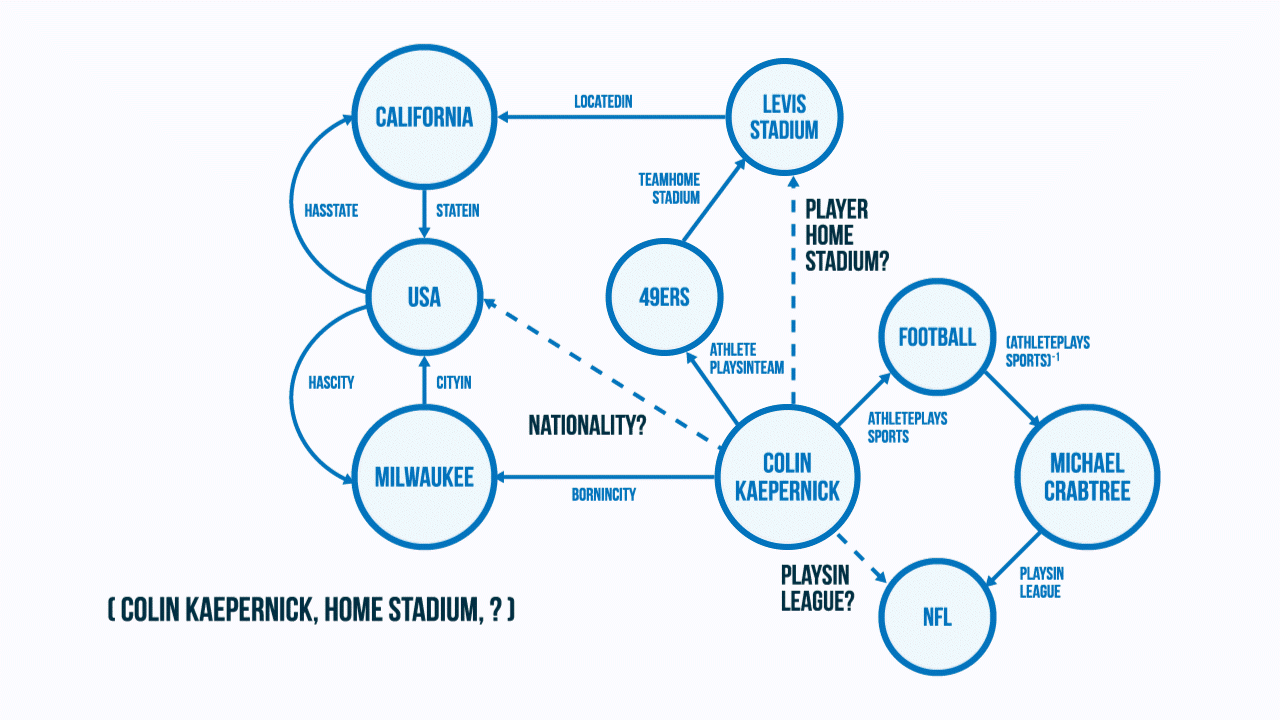 CALIFORNIA
LOCATEDIN
LEVIS
STADIUM
TEAMHOME
STADIUM
HASSTATE
STATEIN
PLAYER
HOME
STADIUM?
USA
49ERS
FOOTBALL
(ATHLETEPLAYS
SPORTS)⁻¹
ATHLETE
PLAYSINTEAM
HASCITY
CITYIN
NATIONALITY?
ATHLETEPLAYS
SPORTS
MILWAUKEE
BORNINCITY
COLIN
KAEPERNICK
MICHAEL
CRABTREE
PLAYSIN
LEAGUE?
PLAYSIN
LEAGUE
NFL
( COLIN KAEPERNICK, HOME STADIUM, ? )